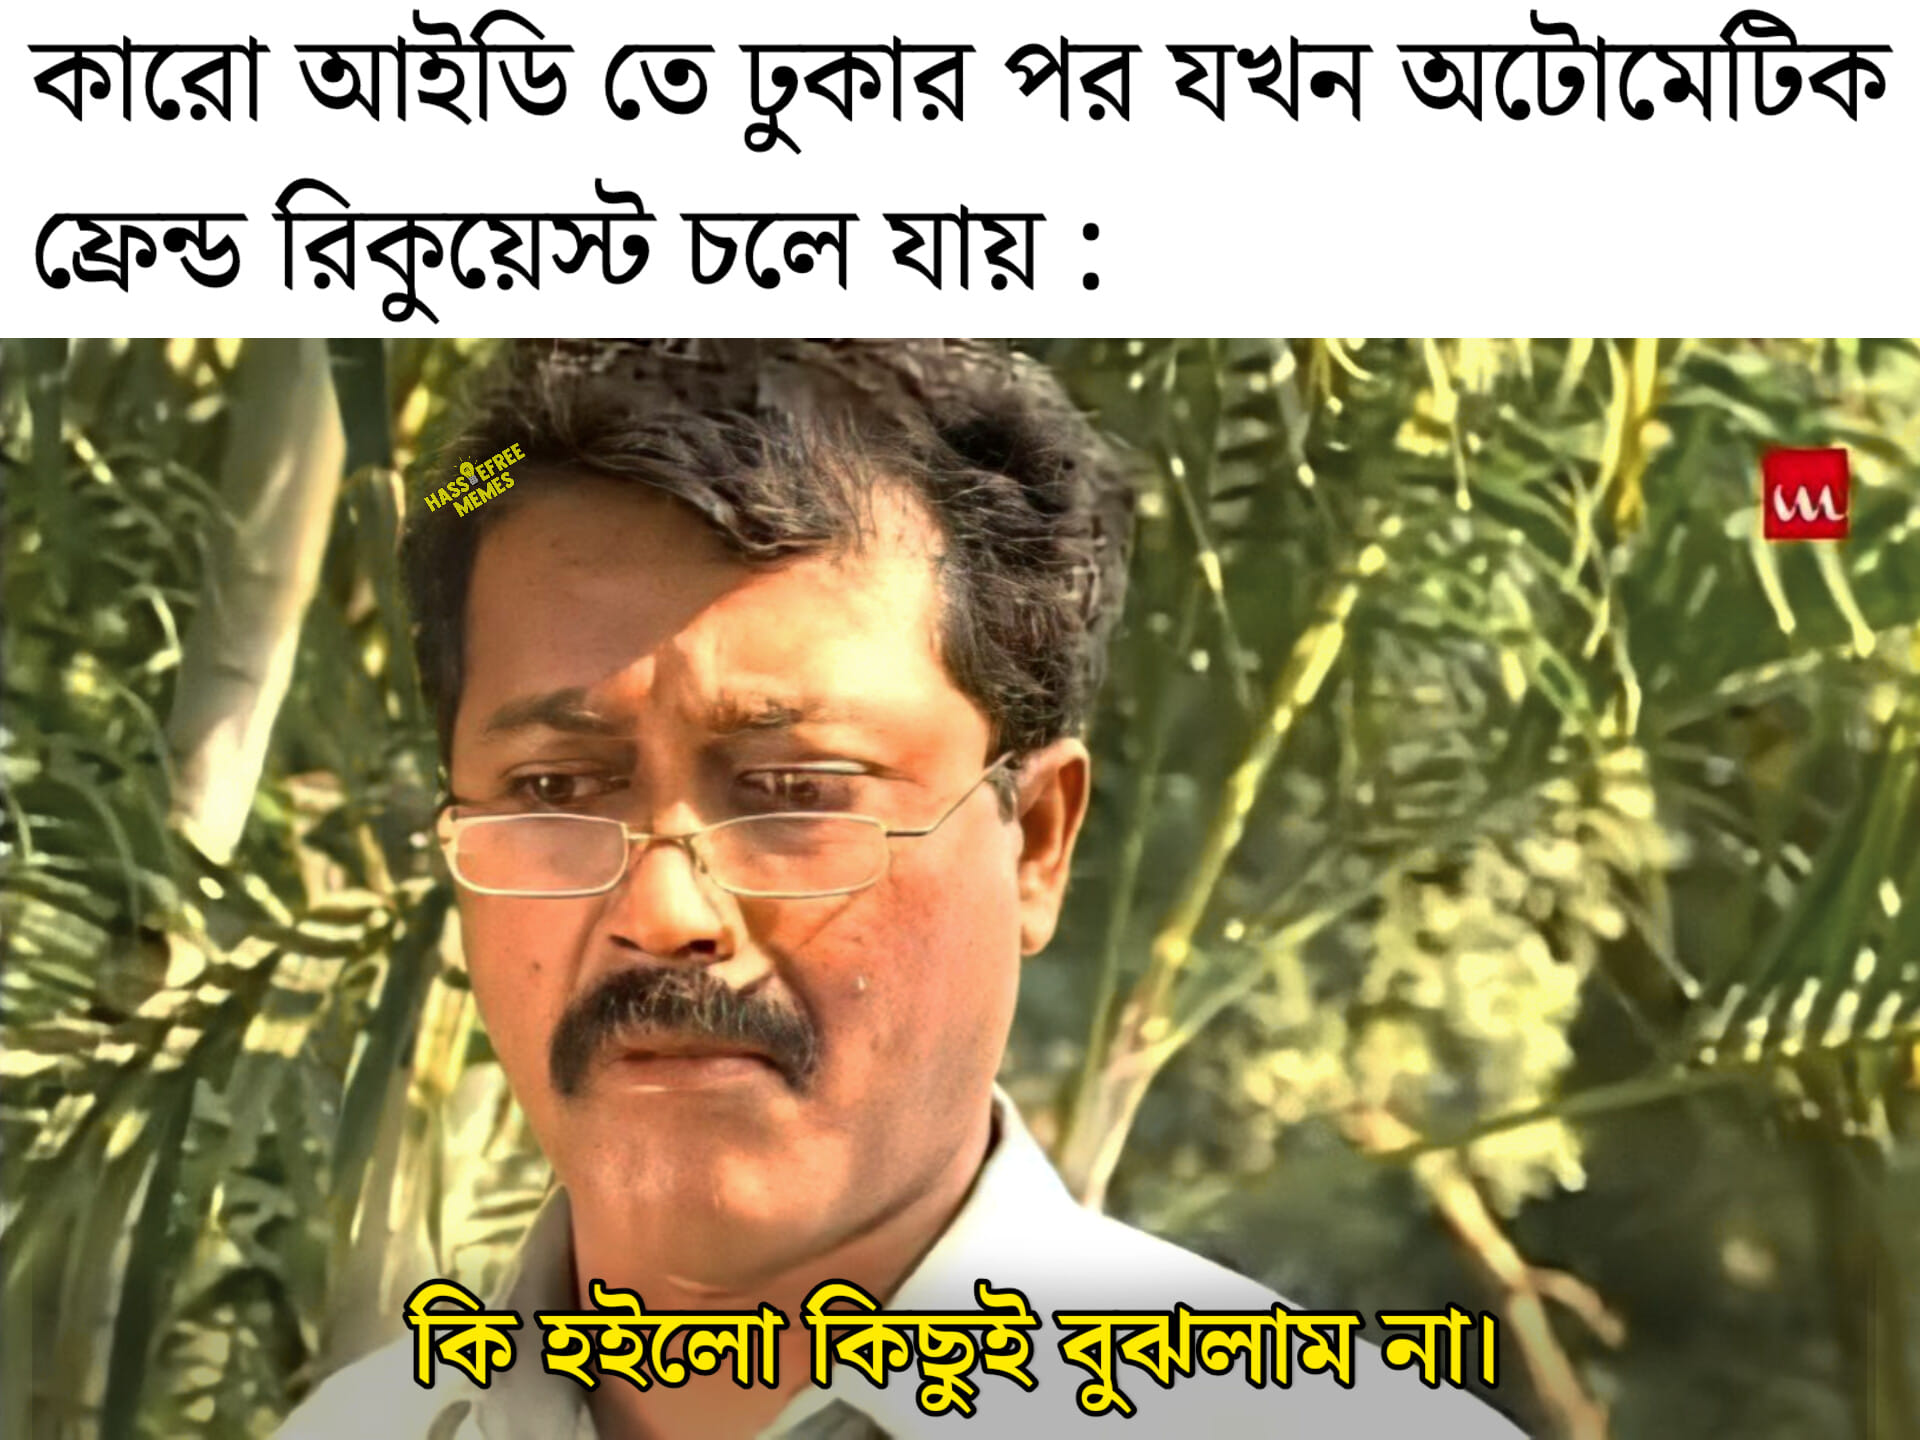 কারো আইডি তে ঢুকার পর যখন অটোমেটিক
ফ্রেন্ড রিকুয়েস্ট চলে যায় :
HASSLEFREE
MEMES
কি হইলো কিছুই বুঝলাম না।